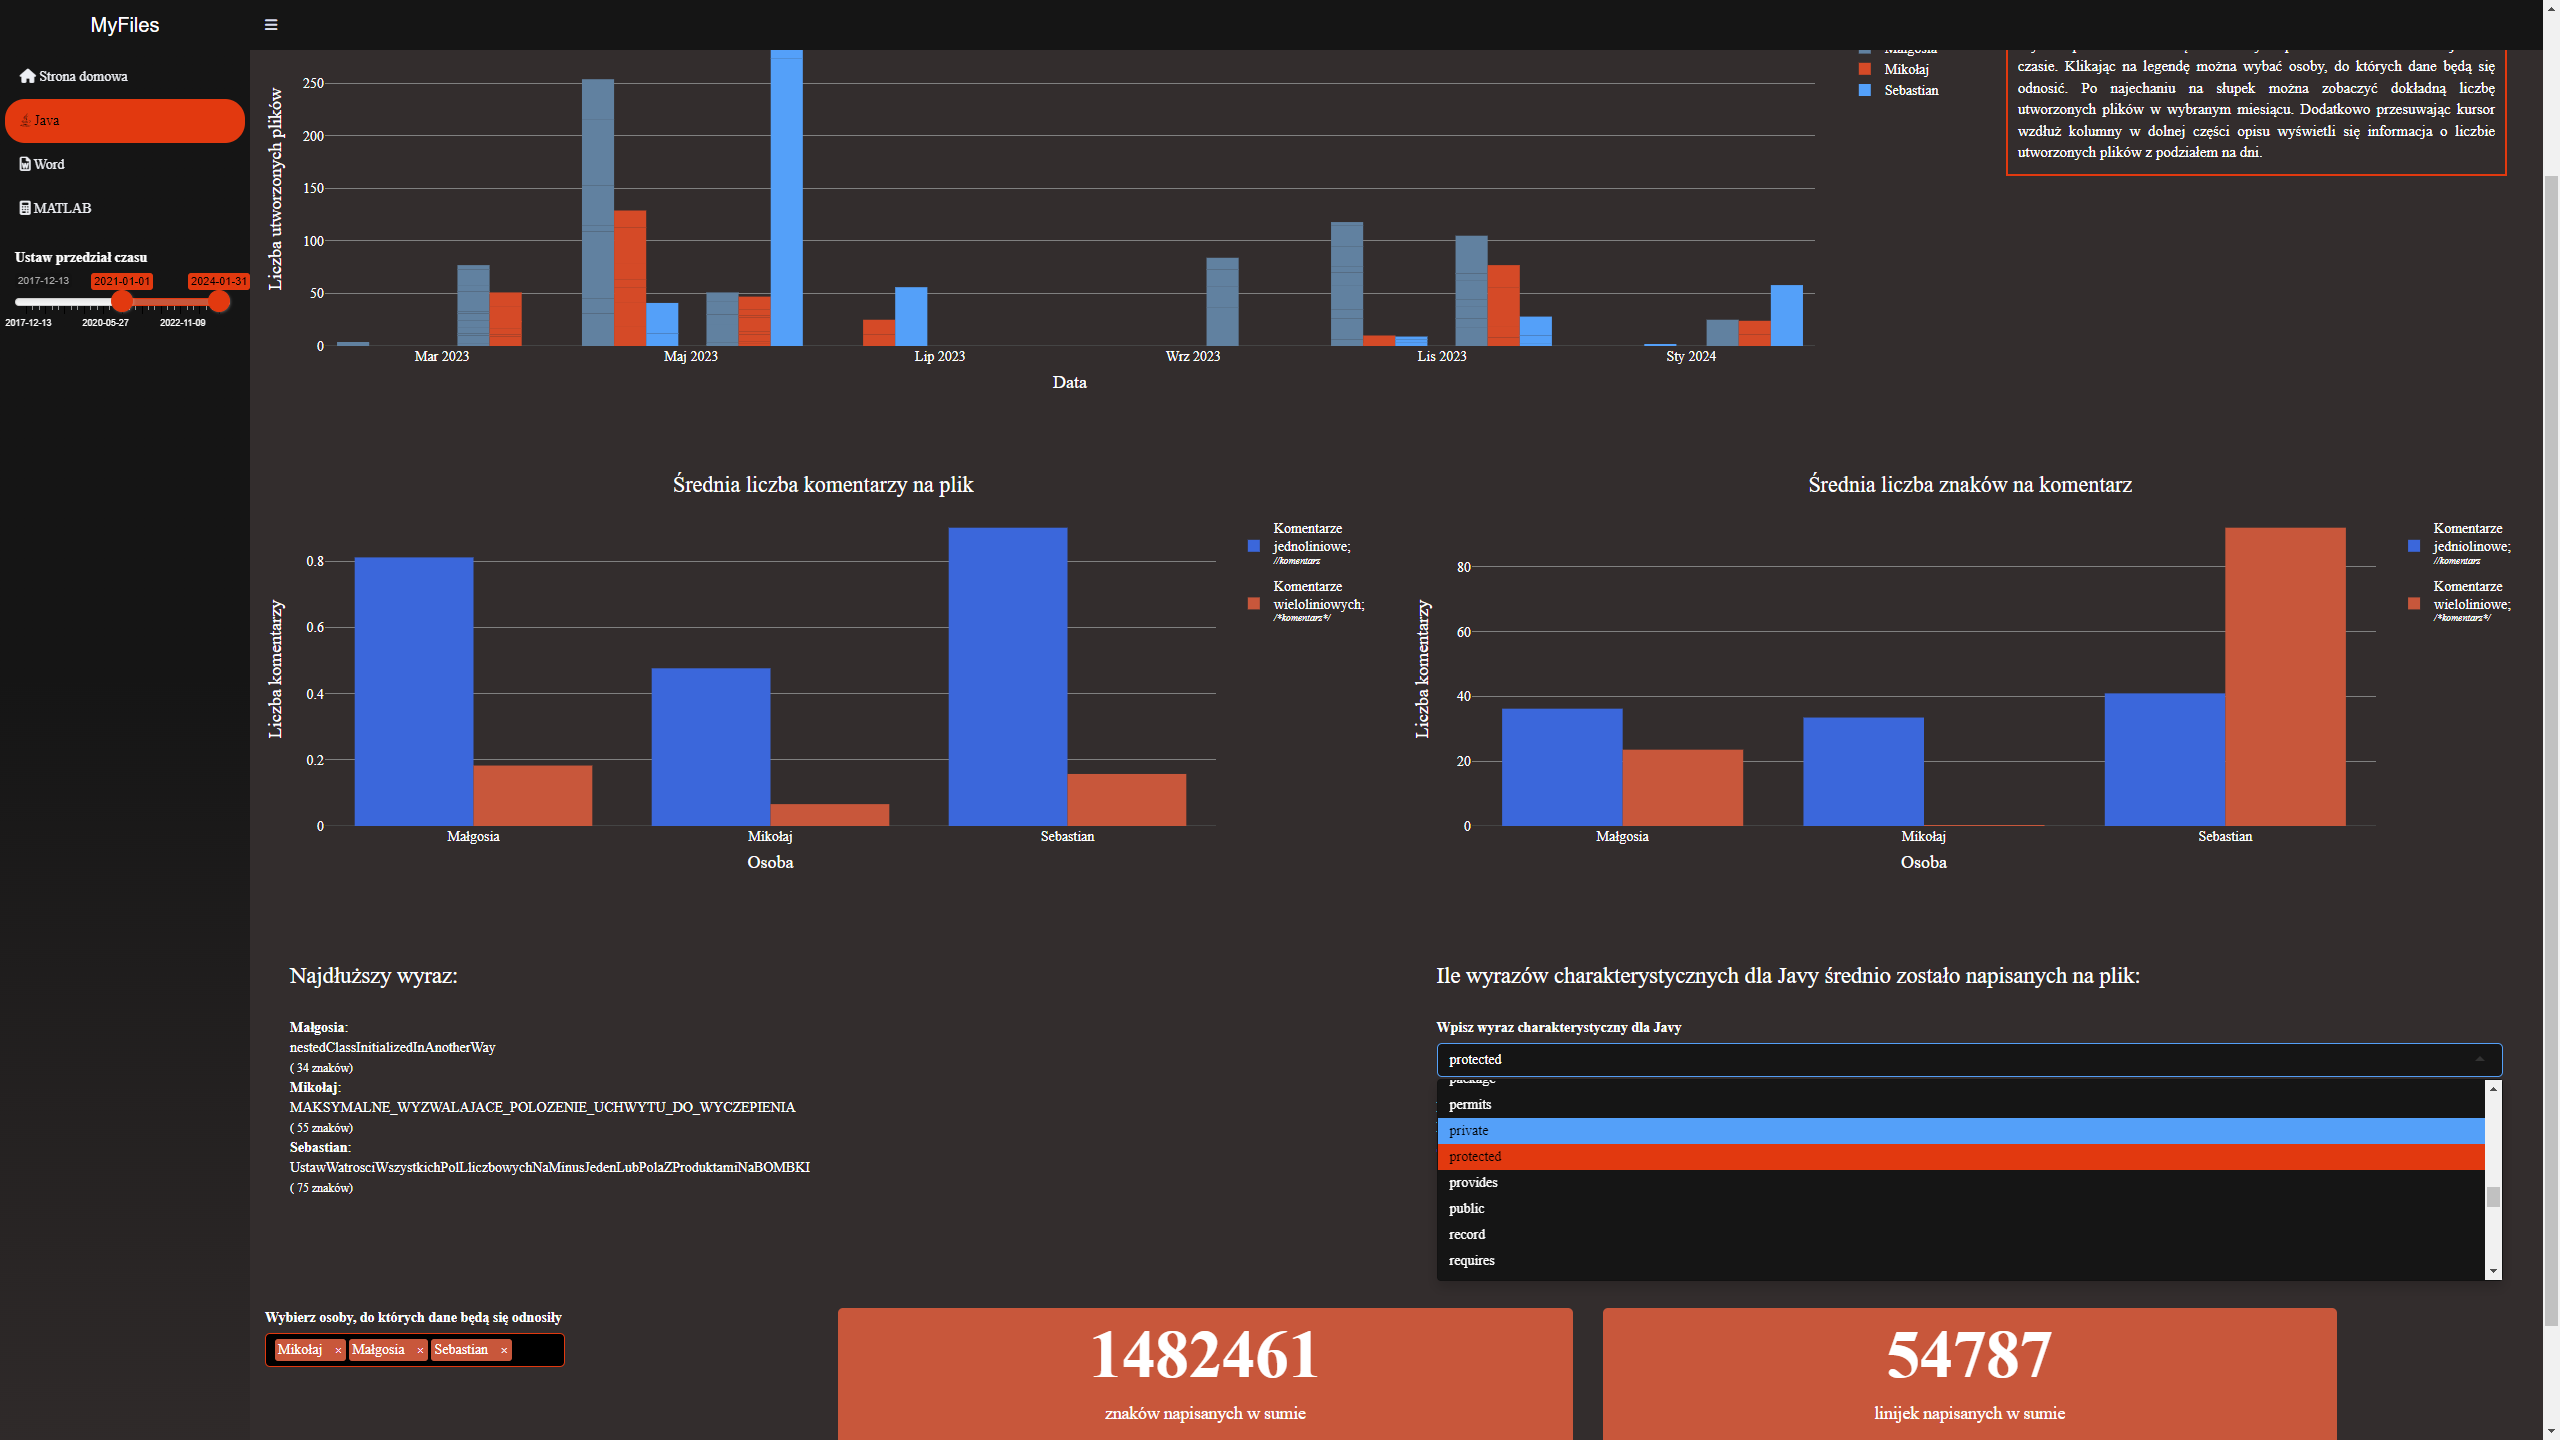 MyFiles
Strona domowa
Java
Word
MATLAB
Ustaw przedział czasu
2017-12-13
2021-01-01
2024-01-31
2017-12-13
2020-05-27
2022-11-09
Liczba utworzonych plików
250
200
150
100
50
0
Mar 2023
Maj 2023
Lip 2023
Wrz 2023
Lis 2023
Sty 2024
Data
Małgosia
Mikołaj
Sebastian
czasie. Klikając na legendę można wybać osoby, do których dane będą się
odnosić. Po najechaniu na słupek można zobaczyć dokładną liczbę
utworzonych plików w wybranym miesiącu. Dodatkowo przesuwając kursor
wzdłuż kolumny w dolnej części opisu wyświetli się informacja o liczbie
utworzonych plików z podziałem na dni.
Średnia liczba komentarzy na plik
Liczba komentarzy
0.8
0.6
0.4
0.2
0
Małgosia
Mikołaj
Sebastian
Osoba
Komentarze
jednoliniowe;
//komentarz
Komentarze
wieloliniowych;
/*komentarz*/
Średnia liczba znaków na komentarz
Liczba komentarzy
80
60
40
20
0
Małgosia
Mikołaj
Sebastian
Osoba
Komentarze
jedniolinowe;
//komentarz
Komentarze
wieloliniowe;
/*komentarz*/
Najdłuższy wyraz:
Małgosia:
nestedClassInitializedInAnotherWay
( 34 znaków)
Mikołaj:
MAKSYMALNE_WYZWALAJACE_POLOZENIE_UCHWYTU_DO_WYCZEPIENIA
( 55 znaków)
Sebastian:
UstawWatrosciWszystkichPolLliczbowychNaMinusJedenLubPolaZProduktamiNaBOMBKI
( 75 znaków)
Ile wyrazów charakterystycznych dla Javy średnio zostało napisanych na plik:
Wpisz wyraz charakterystyczny dla Javy
protected
package
permits
private
protected
provides
public
record
requires
Wybierz osoby, do których dane będą się odnosiły
Mikołaj × Małgosia × Sebastian ×
1482461
znaków napisanych w sumie
54787
linijek napisanych w sumie